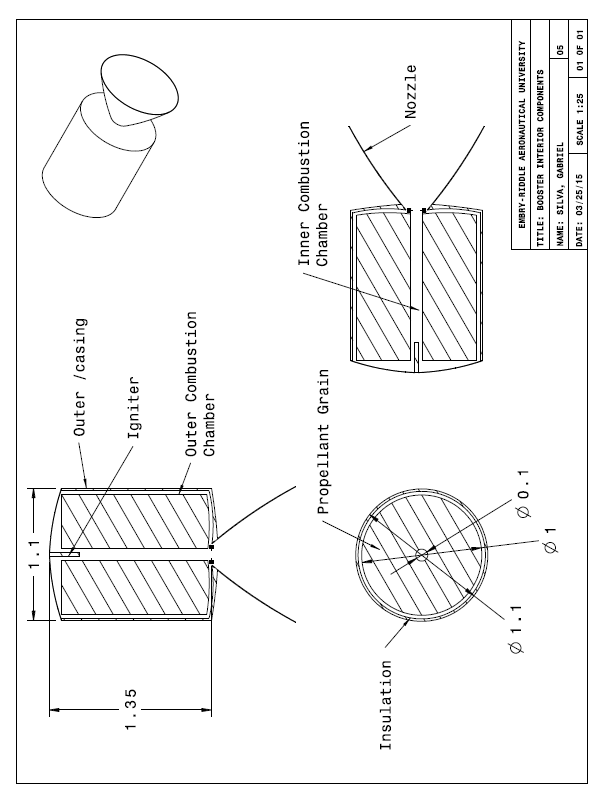 Outer /casing
Igniter
Outer Combustion
Chamber
1.1
1.35
Nozzle
Inner Combustion
Chamber
Propellant Grain
Insulation
Ø 0.1
Ø 1
Ø 1.1
EMBRY-RIDDLE AERONAUTICAL UNIVERSITY
TITLE: BOOSTER INTERIOR COMPONENTS
NAME: SILVA, GABRIEL 05
DATE: 03/25/15 SCALE 1:25 01 OF 01